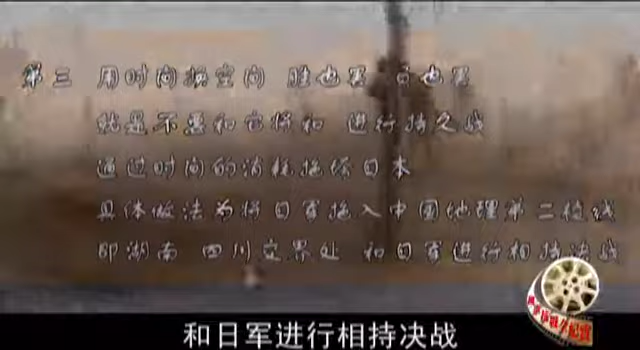 第三 用时间换空间 胜也罢 负也罢
就是不要和它将和 进行持久战
通过时间的消耗拖垮日本
具体做法为将日军拖入中国地理第二棱线
即湖南 四川交界处 和日军进行相持决战
和日军进行相持决战